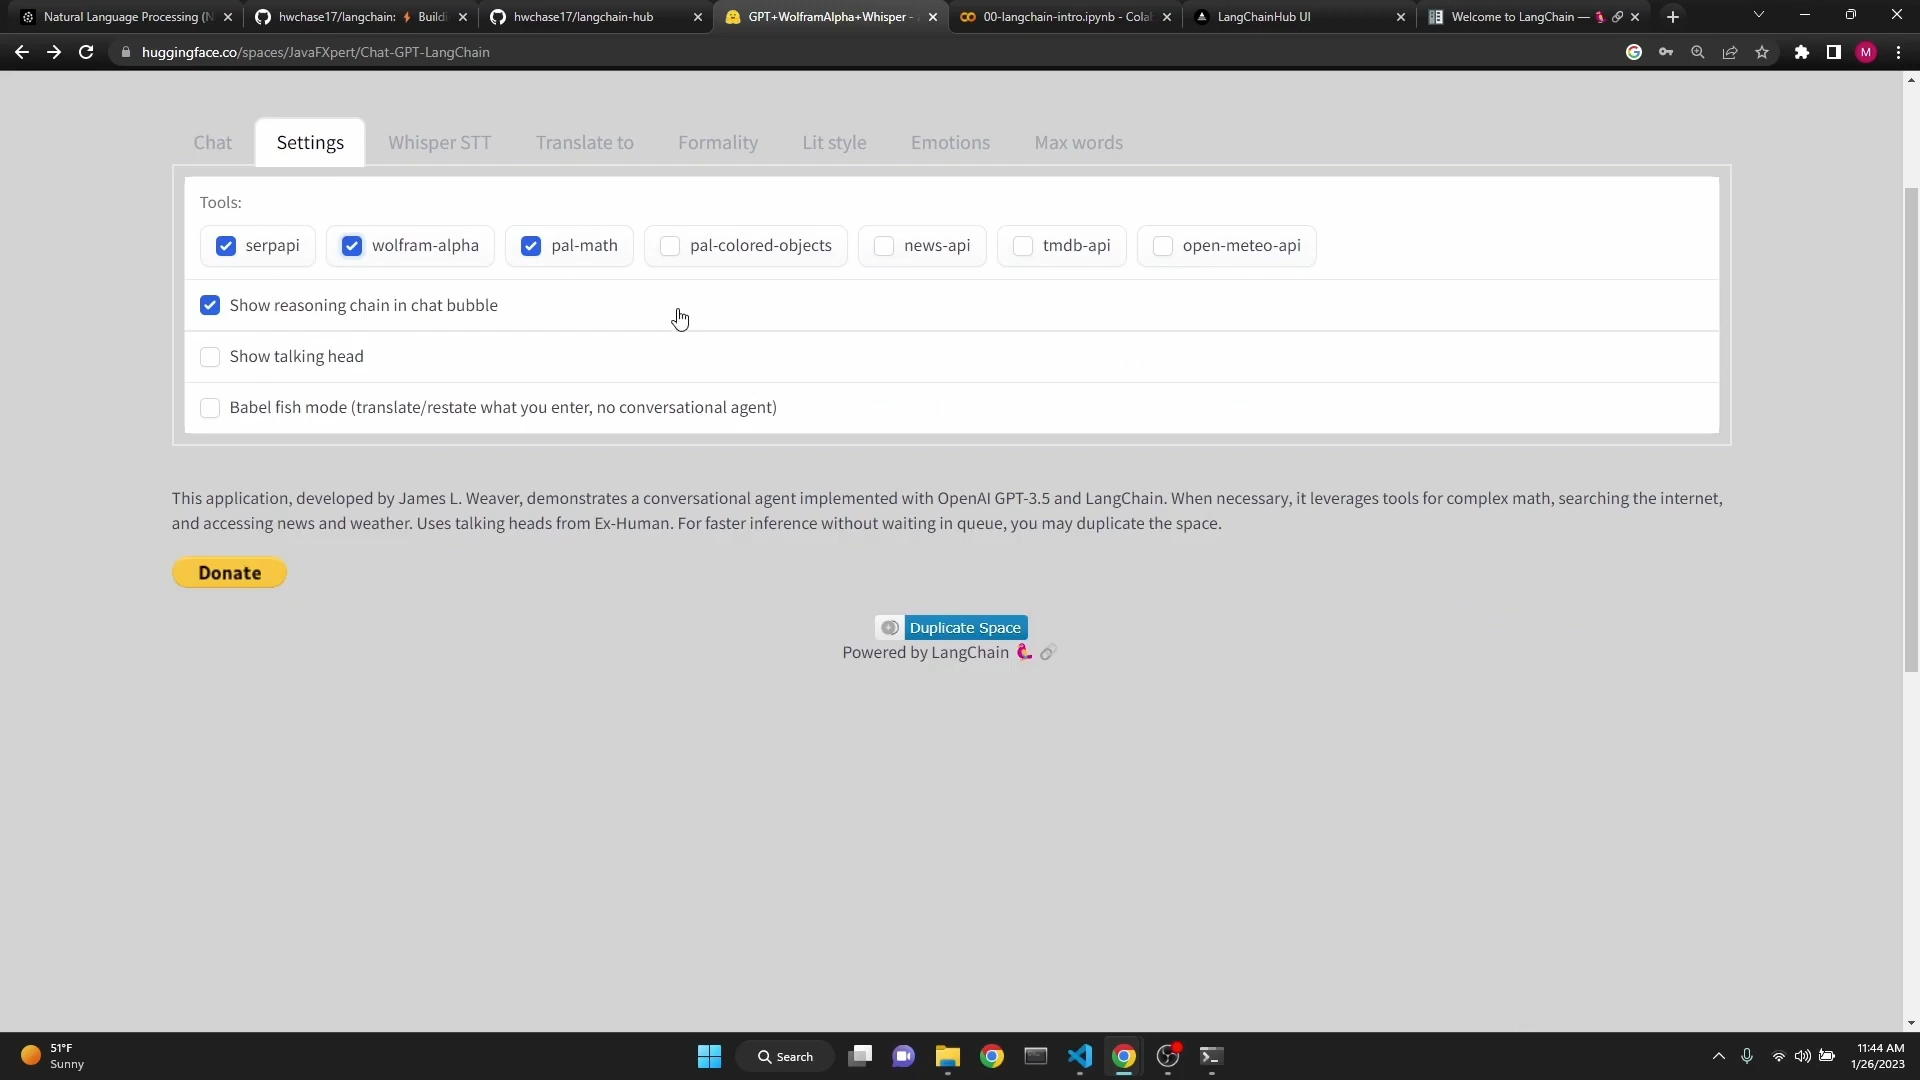 Natural Language Processing (N
hwchase17/langchain: ⚡ Buildi
hwchase17/langchain-hub
GPT+WolframAlpha+Whisper -
00-langchain-intro.ipynb - Cola
LangChainHub UI
Welcome to LangChain — 🦜🔗
huggingface.co/spaces/JavaFXpert/Chat-GPT-LangChain
M
Chat Settings Whisper STT Translate to Formality Lit style Emotions Max words
Tools:
serpapi wolfram-alpha pal-math pal-colored-objects news-api tmdb-api open-meteo-api
Show reasoning chain in chat bubble
Show talking head
Babel fish mode (translate/restate what you enter, no conversational agent)
This application, developed by James L. Weaver, demonstrates a conversational agent implemented with OpenAI GPT-3.5 and LangChain. When necessary, it leverages tools for complex math, searching the internet,
and accessing news and weather. Uses talking heads from Ex-Human. For faster inference without waiting in queue, you may duplicate the space.
Donate
Duplicate Space
Powered by LangChain 🦜🔗
51°F
Sunny
Search
11:44 AM
1/26/2023